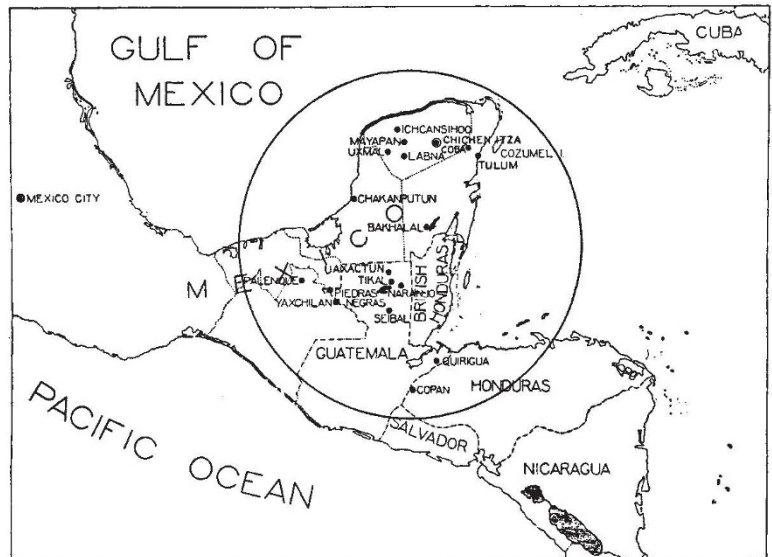 GULF OF
MEXICO
CUBA
ICHCANSIHOO
MAYAPAN
CHICHEN ITZA
UXMAL
LABNA
COBA
COZUMEL I.
TULUM
MEXICO CITY
CHAKANPUTUN
BAKHALAL
MEXICO
UAXACTUN
PALENQUE
TIKAL
PIEDRAS NEGRAS
NARANJO
YAXCHILAN
SEIBAL
BRITISH
HONDURAS
GUATEMALA
QUIRIGUA
COPAN
HONDURAS
SALVADOR
PACIFIC OCEAN
NICARAGUA